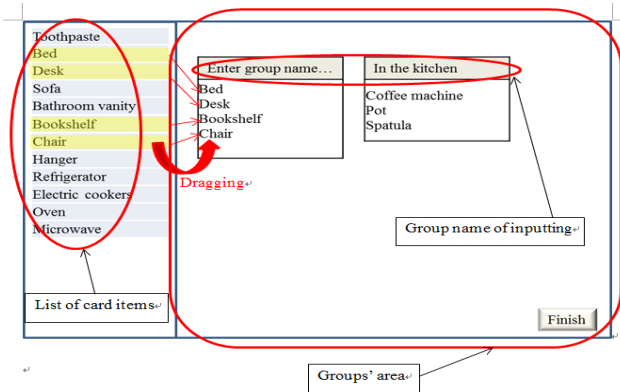 Toothpaste
Bed
Desk
Sofa
Bathroom vanity
Bookshelf
Chair
Hanger
Refrigerator
Electric cookers
Oven
Microwave
List of card items
Enter group name…
Bed
Desk
Bookshelf
Chair
Dragging
In the kitchen
Coffee machine
Pot
Spatula
Group name of inputting
Finish
Groups’ area